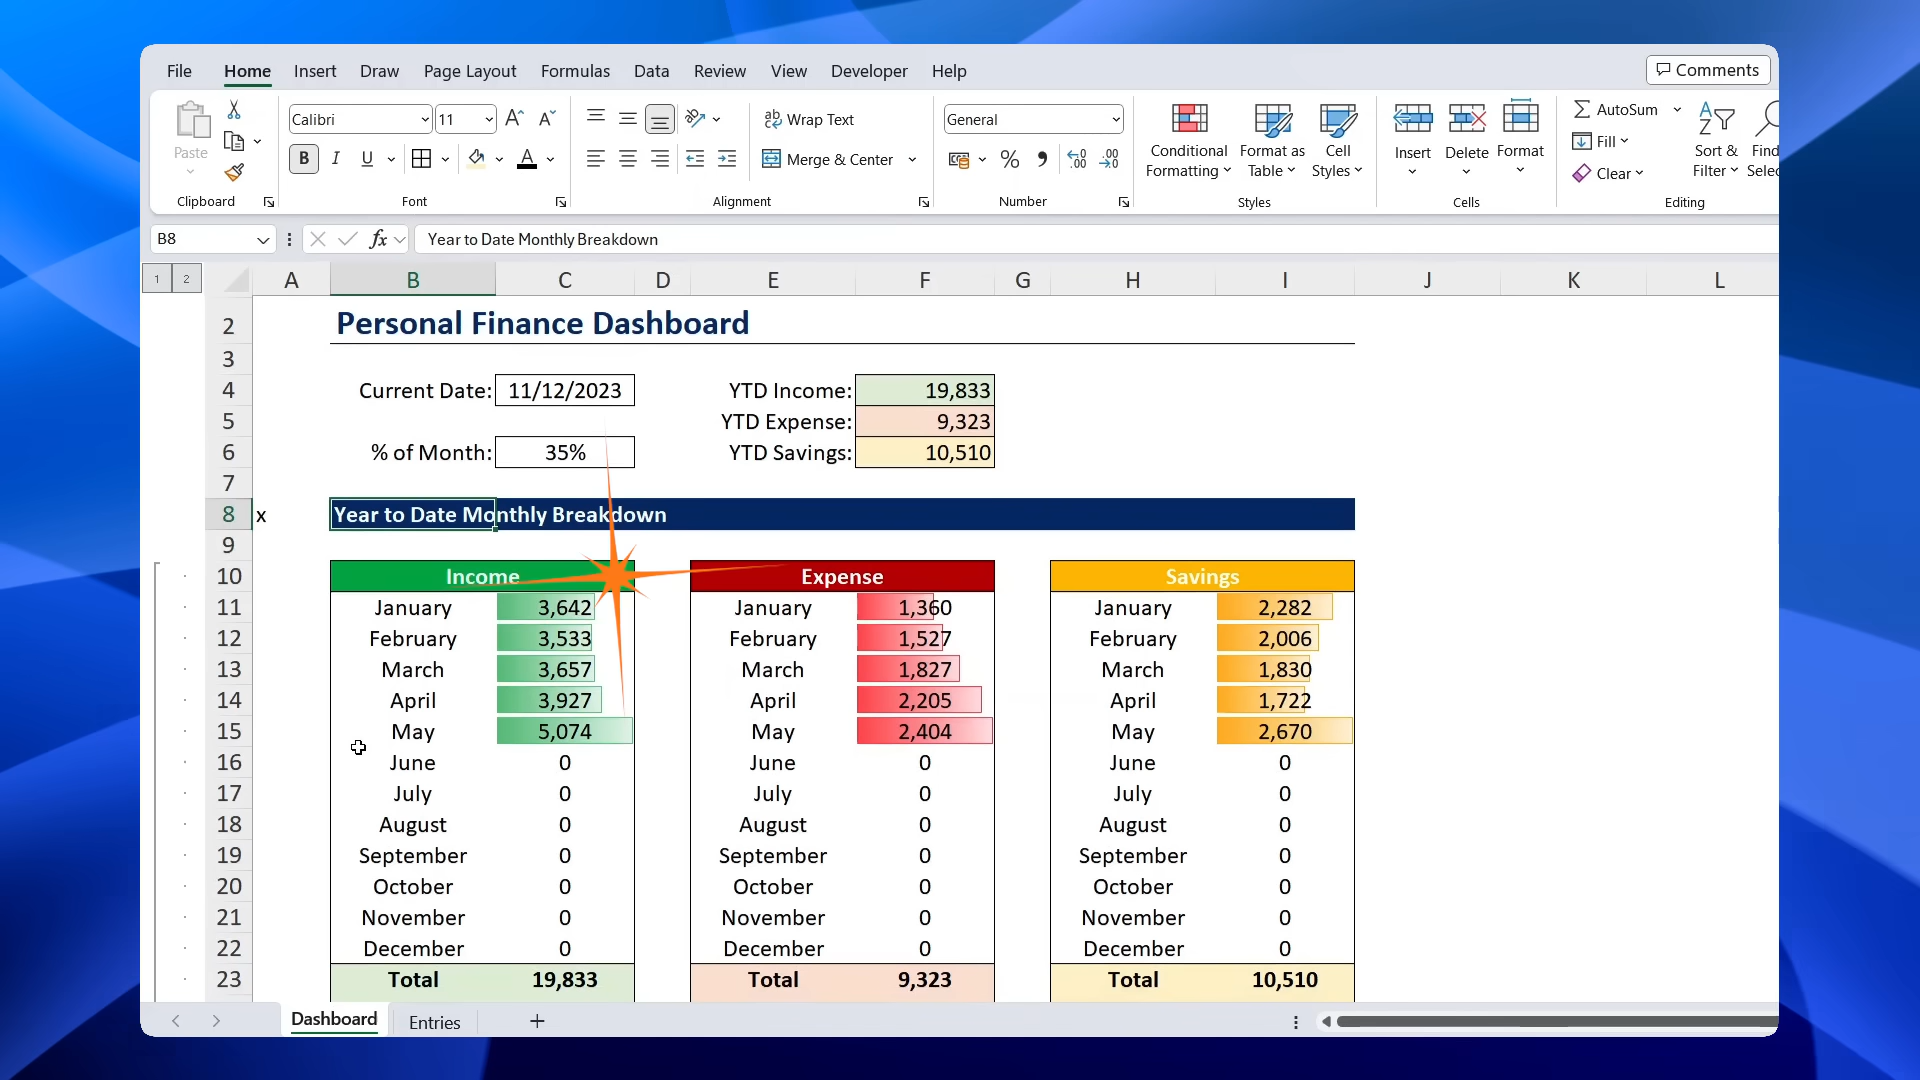 File Home Insert Draw Page Layout Formulas Data Review View Developer Help Comments
Paste
Clipboard
Calibri 11
B I U A
Font
ab Wrap Text
Merge & Center
Alignment
General
% .00 .00
Number
Conditional Formatting
Format as Table
Cell Styles
Styles
Insert Delete Format
Cells
AutoSum
Fill
Clear
Sort & Filter
Find
Selec
Editing
B8 fx Year to Date Monthly Breakdown
1 2 A B C D E F G H I J K L
2 Personal Finance Dashboard
3
4 Current Date: 11/12/2023 YTD Income: 19,833
5 YTD Expense: 9,323
6 % of Month: 35% YTD Savings: 10,510
7
8 x Year to Date Monthly Breakdown
9
10 Income Expense Savings
11 January 3,642 January 1,360 January 2,282
12 February 3,533 February 1,527 February 2,006
13 March 3,657 March 1,827 March 1,830
14 April 3,927 April 2,205 April 1,722
15 May 5,074 May 2,404 May 2,670
16 June 0 June 0 June 0
17 July 0 July 0 July 0
18 August 0 August 0 August 0
19 September 0 September 0 September 0
20 October 0 October 0 October 0
21 November 0 November 0 November 0
22 December 0 December 0 December 0
23 Total 19,833 Total 9,323 Total 10,510
Dashboard Entries +